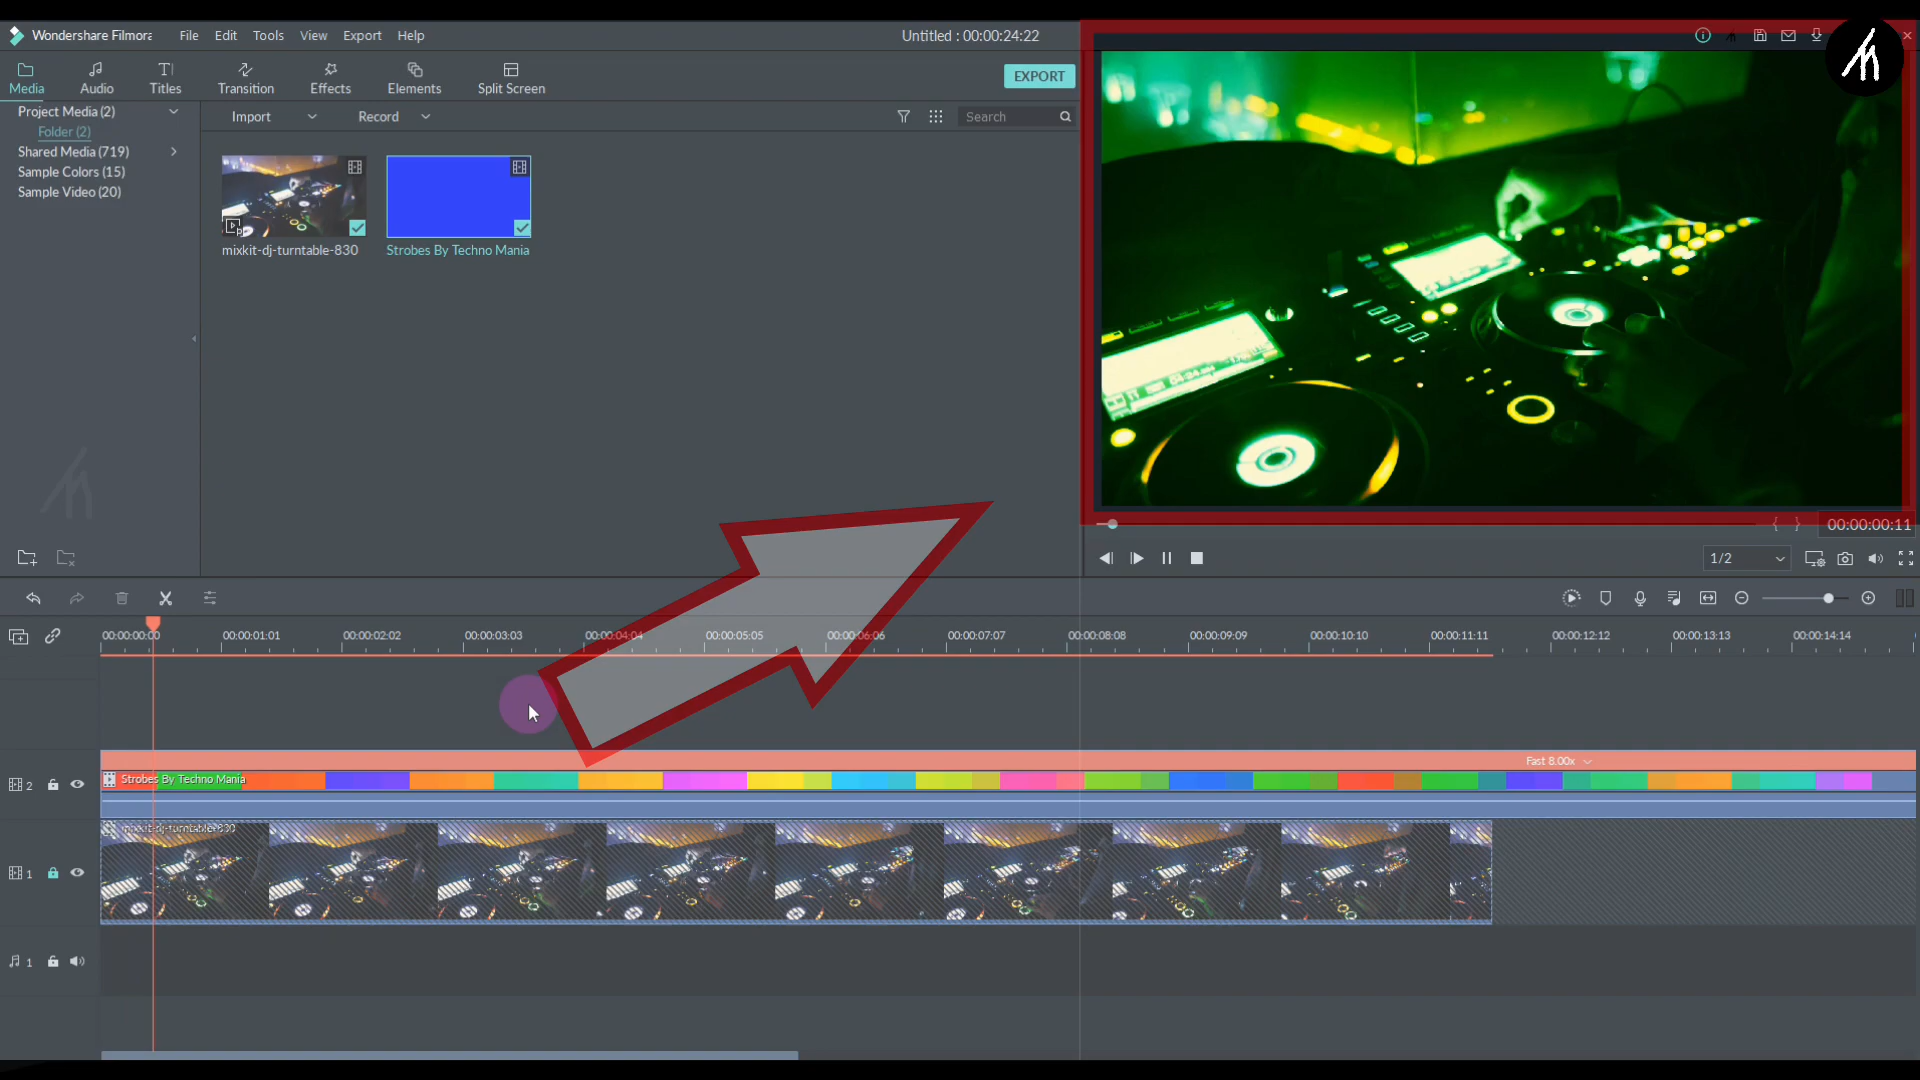 Wondershare Filmora
File Edit Tools View Export Help
Untitled : 00:00:24:22
Media Audio Titles Transition Effects Elements Split Screen
EXPORT
Project Media (2)
Folder (2)
Shared Media (719)
Sample Colors (15)
Sample Video (20)
Import Record Search
mixkit-dj-turntable-830
Strobes By Techno Mania
00:00:00:11
1/2
00:00:00:00 00:00:01:01 00:00:02:02 00:00:03:03 00:00:04:04 00:00:05:05 00:00:06:06 00:00:07:07 00:00:08:08 00:00:09:09 00:00:10:10 00:00:11:11 00:00:12:12 00:00:13:13 00:00:14:14
Fast 8.00x
2
Strobes By Techno Mania
mixkit-dj-turntable-830
1
1